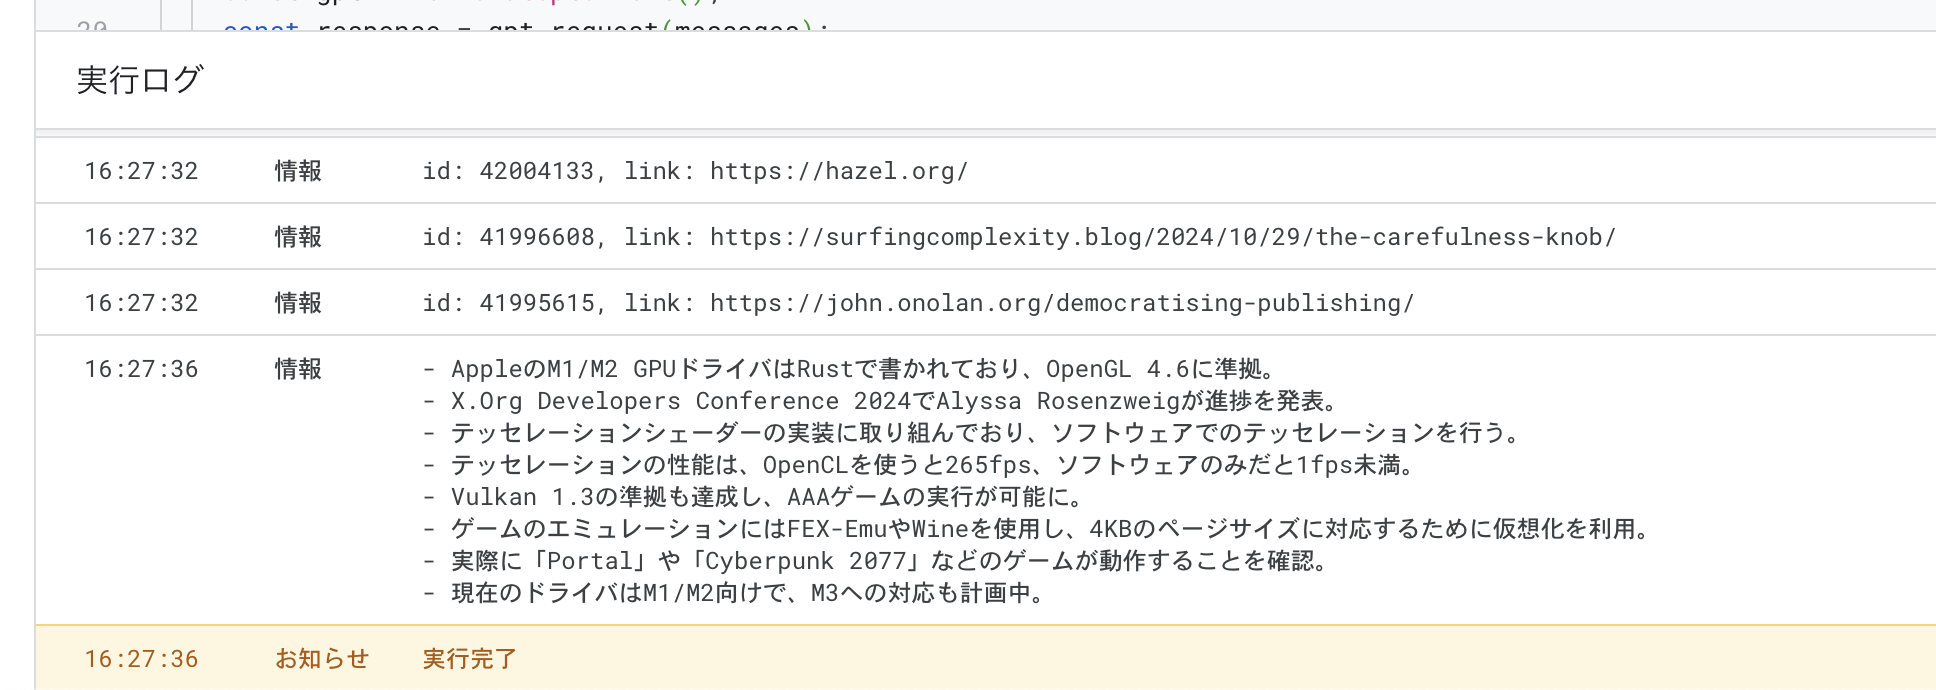 const response = gpt.request(messages);
実行ログ
16:27:32 情報 id: 42004133, link: https://hazel.org/
16:27:32 情報 id: 41996608, link: https://surfingcomplexity.blog/2024/10/29/the-carefulness-knob/
16:27:32 情報 id: 41995615, link: https://john.onolan.org/democratising-publishing/
16:27:36 情報 - AppleのM1/M2 GPUドライバはRustで書かれており、OpenGL 4.6に準拠。
- X.Org Developers Conference 2024でAlyssa Rosenzweigが進捗を発表。
- テッセレーションシェーダーの実装に取り組んでおり、ソフトウェアでのテッセレーションを行う。
- テッセレーションの性能は、OpenCLを使うと265fps、ソフトウェアのみだと1fps未満。
- Vulkan 1.3の準拠も達成し、AAAゲームの実行が可能に。
- ゲームのエミュレーションにはFEX-EmuやWineを使用し、4KBのページサイズに対応するために仮想化を利用。
- 実際に「Portal」や「Cyberpunk 2077」などのゲームが動作することを確認。
- 現在のドライバはM1/M2向けで、M3への対応も計画中。
16:27:36 お知らせ 実行完了